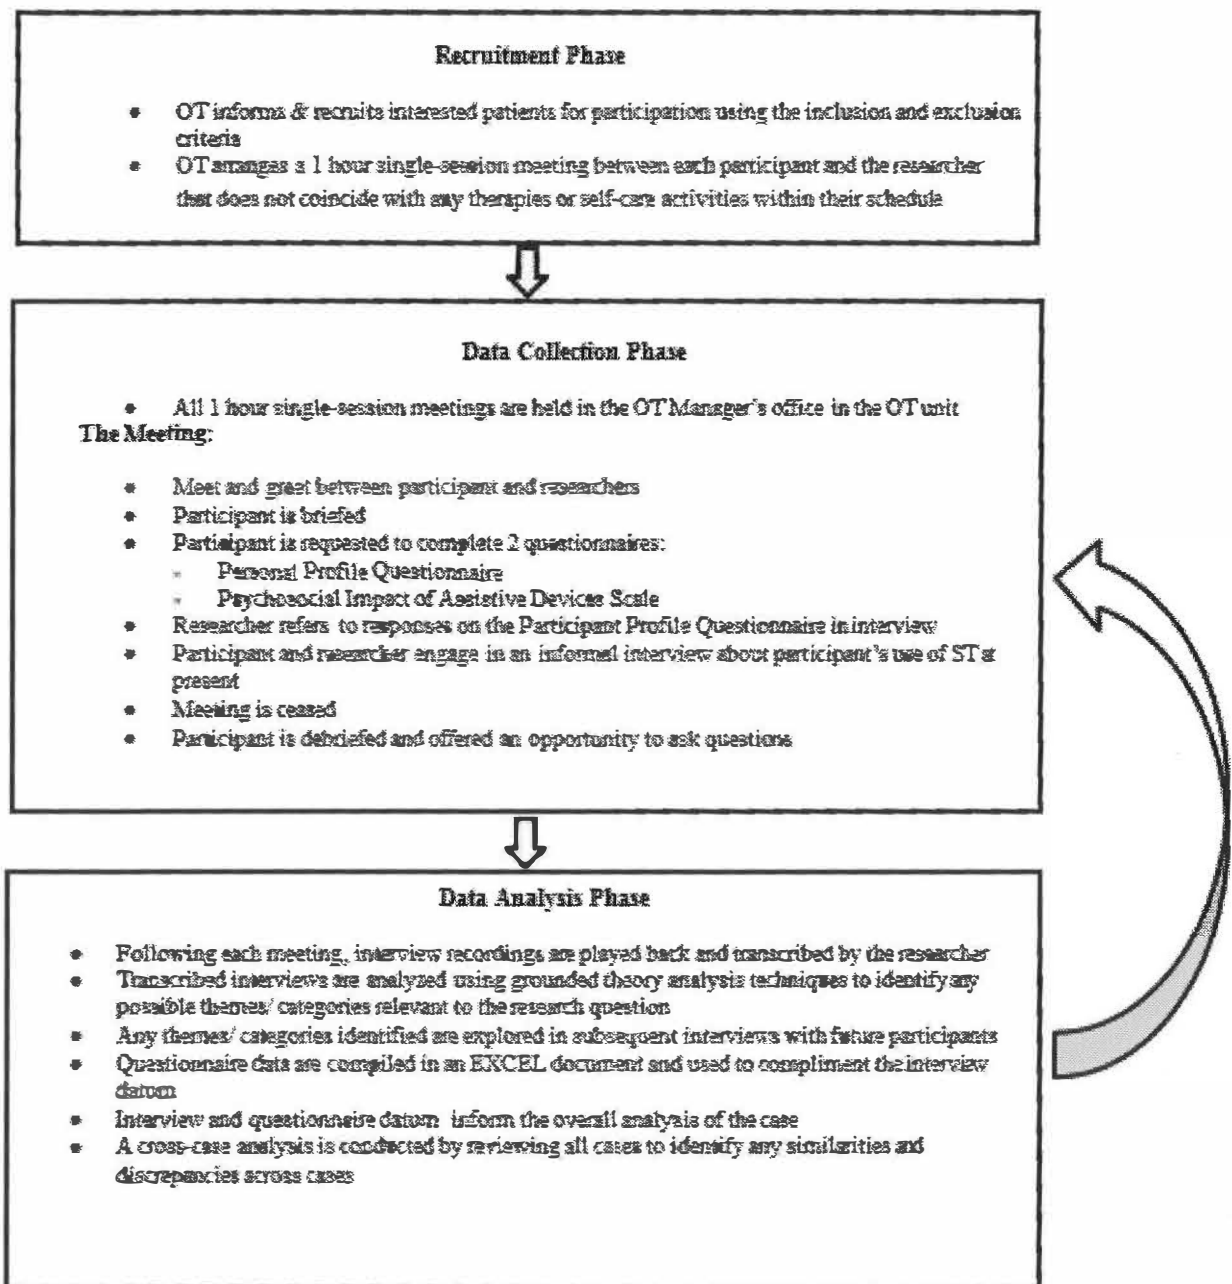 Recruitment Phase
• OT informs & recruits interested patients for participation using the inclusion and exclusion
criteria
• OT arranges a 1 hour single-session meeting between each participant and the researcher
that does not coincide with any therapies or self-care activities within their schedule
Data Collection Phase
• All 1 hour single-session meetings are held in the OT Manager's office in the OT unit
The Meeting:
• Meet and greet between participant and researchers
• Participant is briefed
• Participant is requested to complete 2 questionnaires:
- Personal Profile Questionnaire
- Psychosocial Impact of Assistive Devices Scale
• Researcher refers to responses on the Participant Profile Questionnaire in interview
• Participant and researcher engage in an informal interview about participant's use of ST at
present
• Meeting is ceased
• Participant is debriefed and offered an opportunity to ask questions
Data Analysis Phase
• Following each meeting, interview recordings are played back and transcribed by the researcher
• Transcribed interviews are analyzed using grounded theory analysis techniques to identify any
possible themes/ categories relevant to the research question
• Any themes/ categories identified are explored in subsequent interviews with future participants
• Questionnaire data are compiled in an EXCEL document and used to compliment the interview
datum
• Interview and questionnaire datum inform the overall analysis of the case
• A cross-case analysis is conducted by reviewing all cases to identify any similarities and
discrepancies across cases